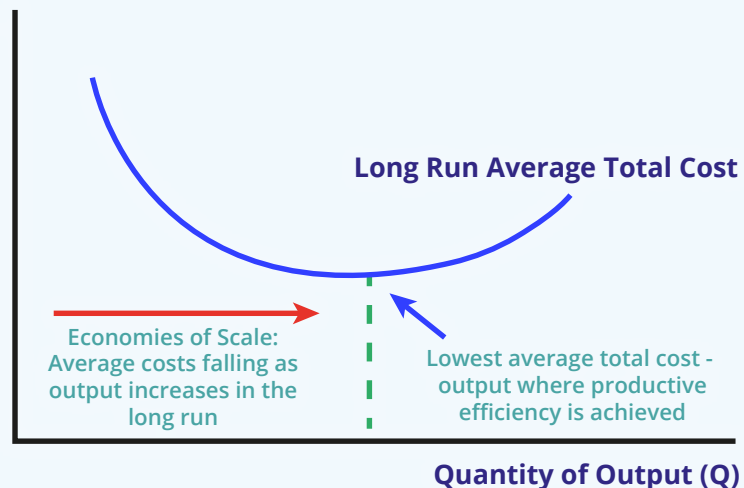 Long Run Average Total Cost
Economies of Scale:
Average costs falling as
output increases in the
long run
Lowest average total cost -
output where productive
efficiency is achieved
Quantity of Output (Q)